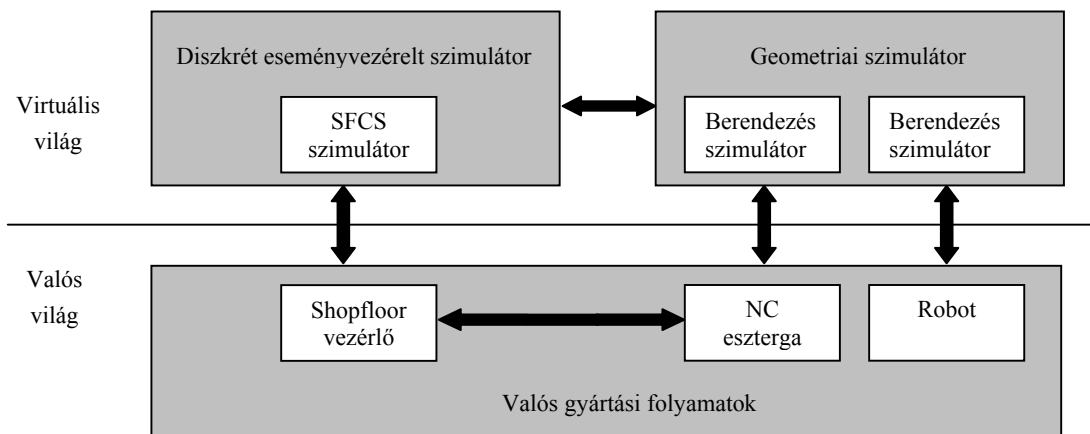 Diszkrét eseményvezérelt szimulátor
Geometriai szimulátor
Virtuális
világ
SFCS
szimulátor
Berendezés
szimulátor
Berendezés
szimulátor
Valós
világ
Shopfloor
vezérlő
NC
eszterga
Robot
Valós gyártási folyamatok